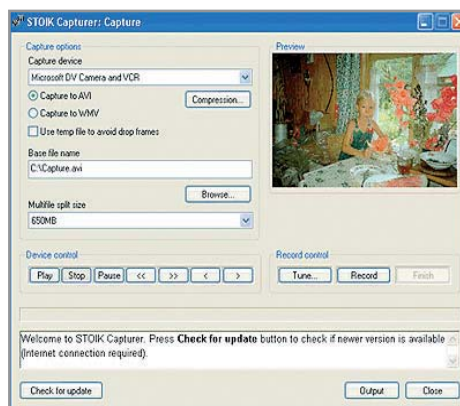 STOIK Capturer: Capture
Capture options
Capture device
Microsoft DV Camera and VCR
Capture to AVI
Compression...
Capture to WMV
Use temp file to avoid drop frames
Base file name
C:\Capture.avi
Browse...
Multifile split size
650MB
Preview
Device control
Play Stop Pause << >> < >
Record control
Tune... Record Finish
Welcome to STOIK Capturer. Press Check for update button to check if newer version is available
(Internet connection required).
Check for update
Output Close